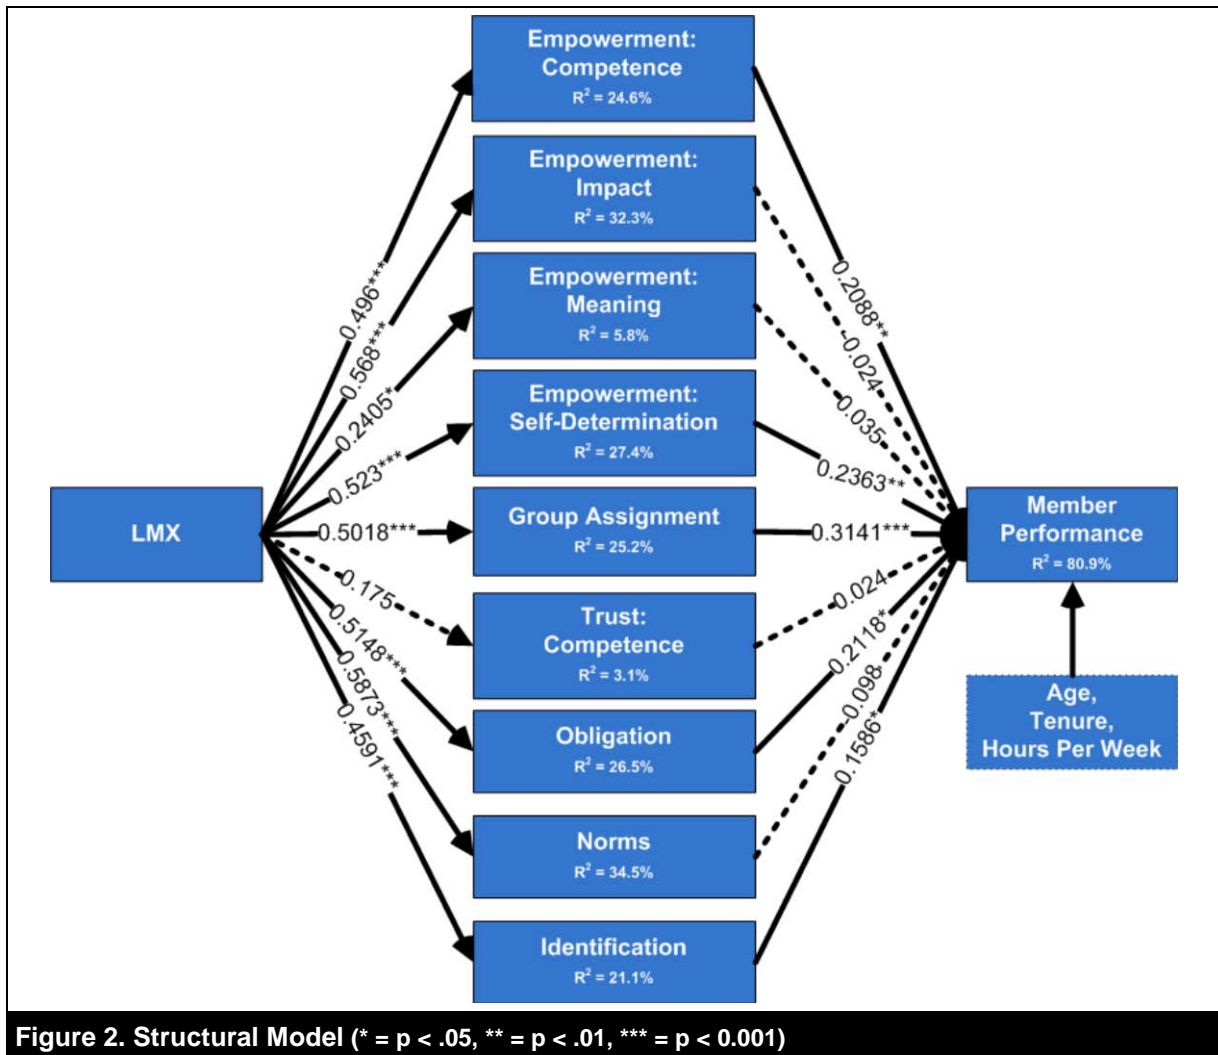 Empowerment:
Competence
R² = 24.6%
Empowerment:
Impact
R² = 32.3%
Empowerment:
Meaning
R² = 5.8%
Empowerment:
Self-Determination
R² = 27.4%
Group Assignment
R² = 25.2%
Trust:
Competence
R² = 3.1%
Obligation
R² = 26.5%
Norms
R² = 34.5%
Identification
R² = 21.1%
LMX
0.496***
0.568***
0.2405*
0.523***
0.5018***
0.175
0.5148***
0.5873***
0.4591***
0.2088**
-0.024
0.035
0.2363**
0.3141***
0.024
0.2118*
-0.098
0.1586*
Member
Performance
R² = 80.9%
Age,
Tenure,
Hours Per Week
Figure 2. Structural Model (* = p < .05, ** = p < .01, *** = p < 0.001)